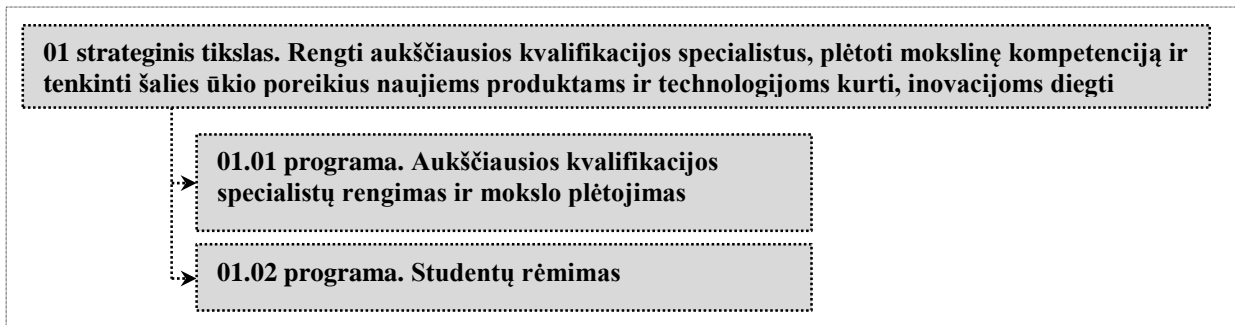 01 strateginis tikslas. Rengti aukščiausios kvalifikacijos specialistus, plėtoti mokslinę kompetenciją ir
tenkinti šalies ūkio poreikius naujiems produktams ir technologijoms kurti, inovacijoms diegti
01.01 programa. Aukščiausios kvalifikacijos
specialistų rengimas ir mokslo plėtojimas
01.02 programa. Studentų rėmimas